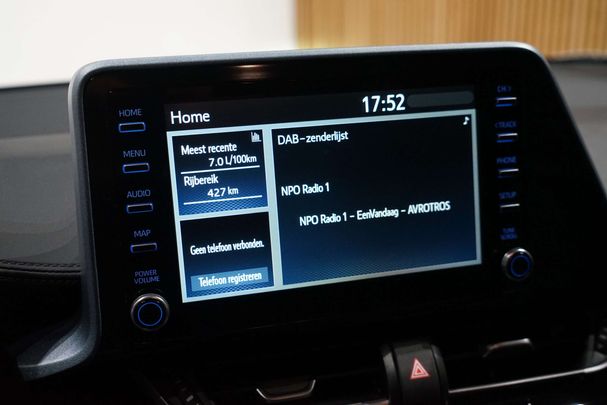 HOME
MENU
AUDIO
MAP
POWER
VOLUME
Home
17:52
Meest recente
7.0 L/100km
Rijbereik
427 km
Geen telefoon verbonden.
Telefoon registreren
DAB-zenderlijst
NPO Radio 1
NPO Radio 1 - EenVandaag - AVROTROS
CH >
< TRACK
PHONE
SETUP
TUNE
SCROLL